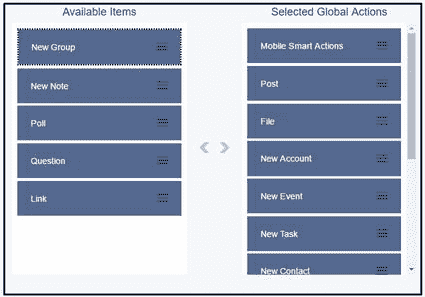 Available Items
New Group
New Note
Poll
Question
Link
Selected Global Actions
Mobile Smart Actions
Post
File
New Account
New Event
New Task
New Contact